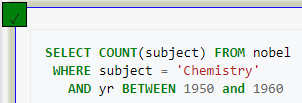 ✓
SELECT COUNT(subject) FROM nobel
WHERE subject = 'Chemistry'
AND yr BETWEEN 1950 and 1960